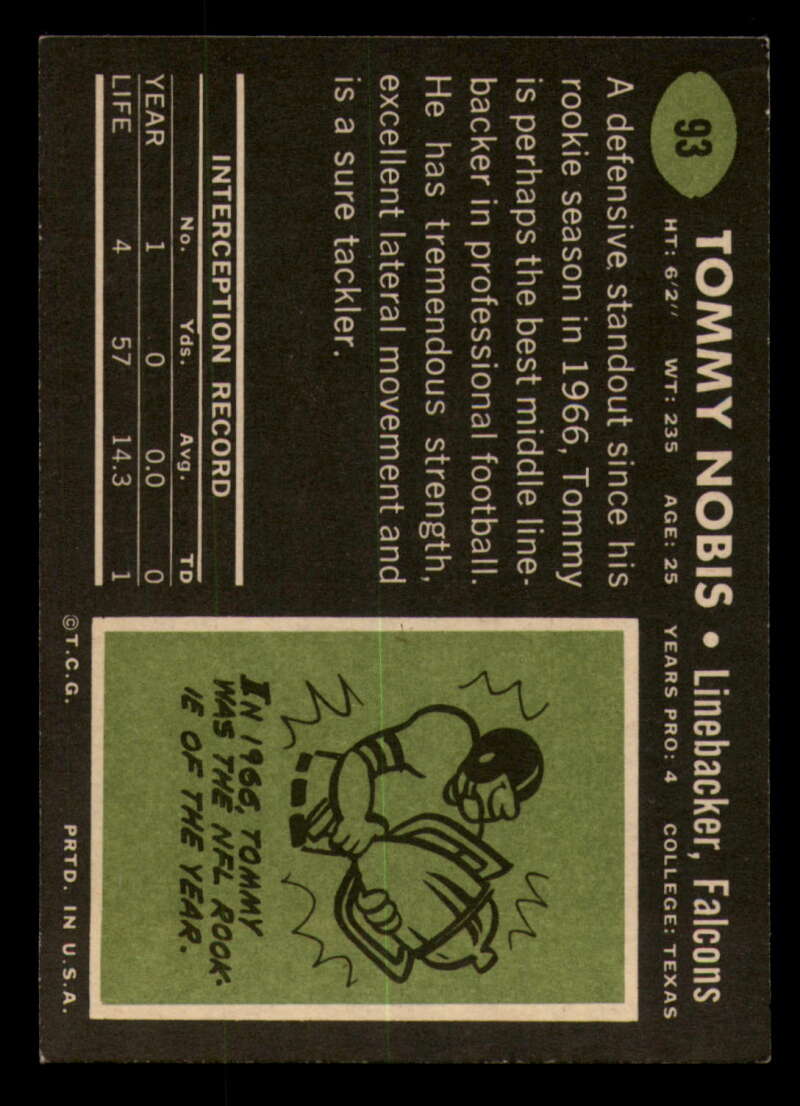 93
TOMMY NOBIS • Linebacker, Falcons
HT: 6'2" WT: 235 AGE: 25 YEARS PRO: 4 COLLEGE: TEXAS
A defensive standout since his
rookie season in 1966, Tommy
is perhaps the best middle line-
backer in professional football.
He has tremendous strength,
excellent lateral movement and
is a sure tackler.
INTERCEPTION RECORD
No. Yds. Avg. TD
YEAR 1 0 0.0 0
LIFE 4 57 14.3 1
IN 1966, TOMMY
WAS THE NFL ROOK-
IE OF THE YEAR.
©T.C.G. PRTD. IN U.S.A.